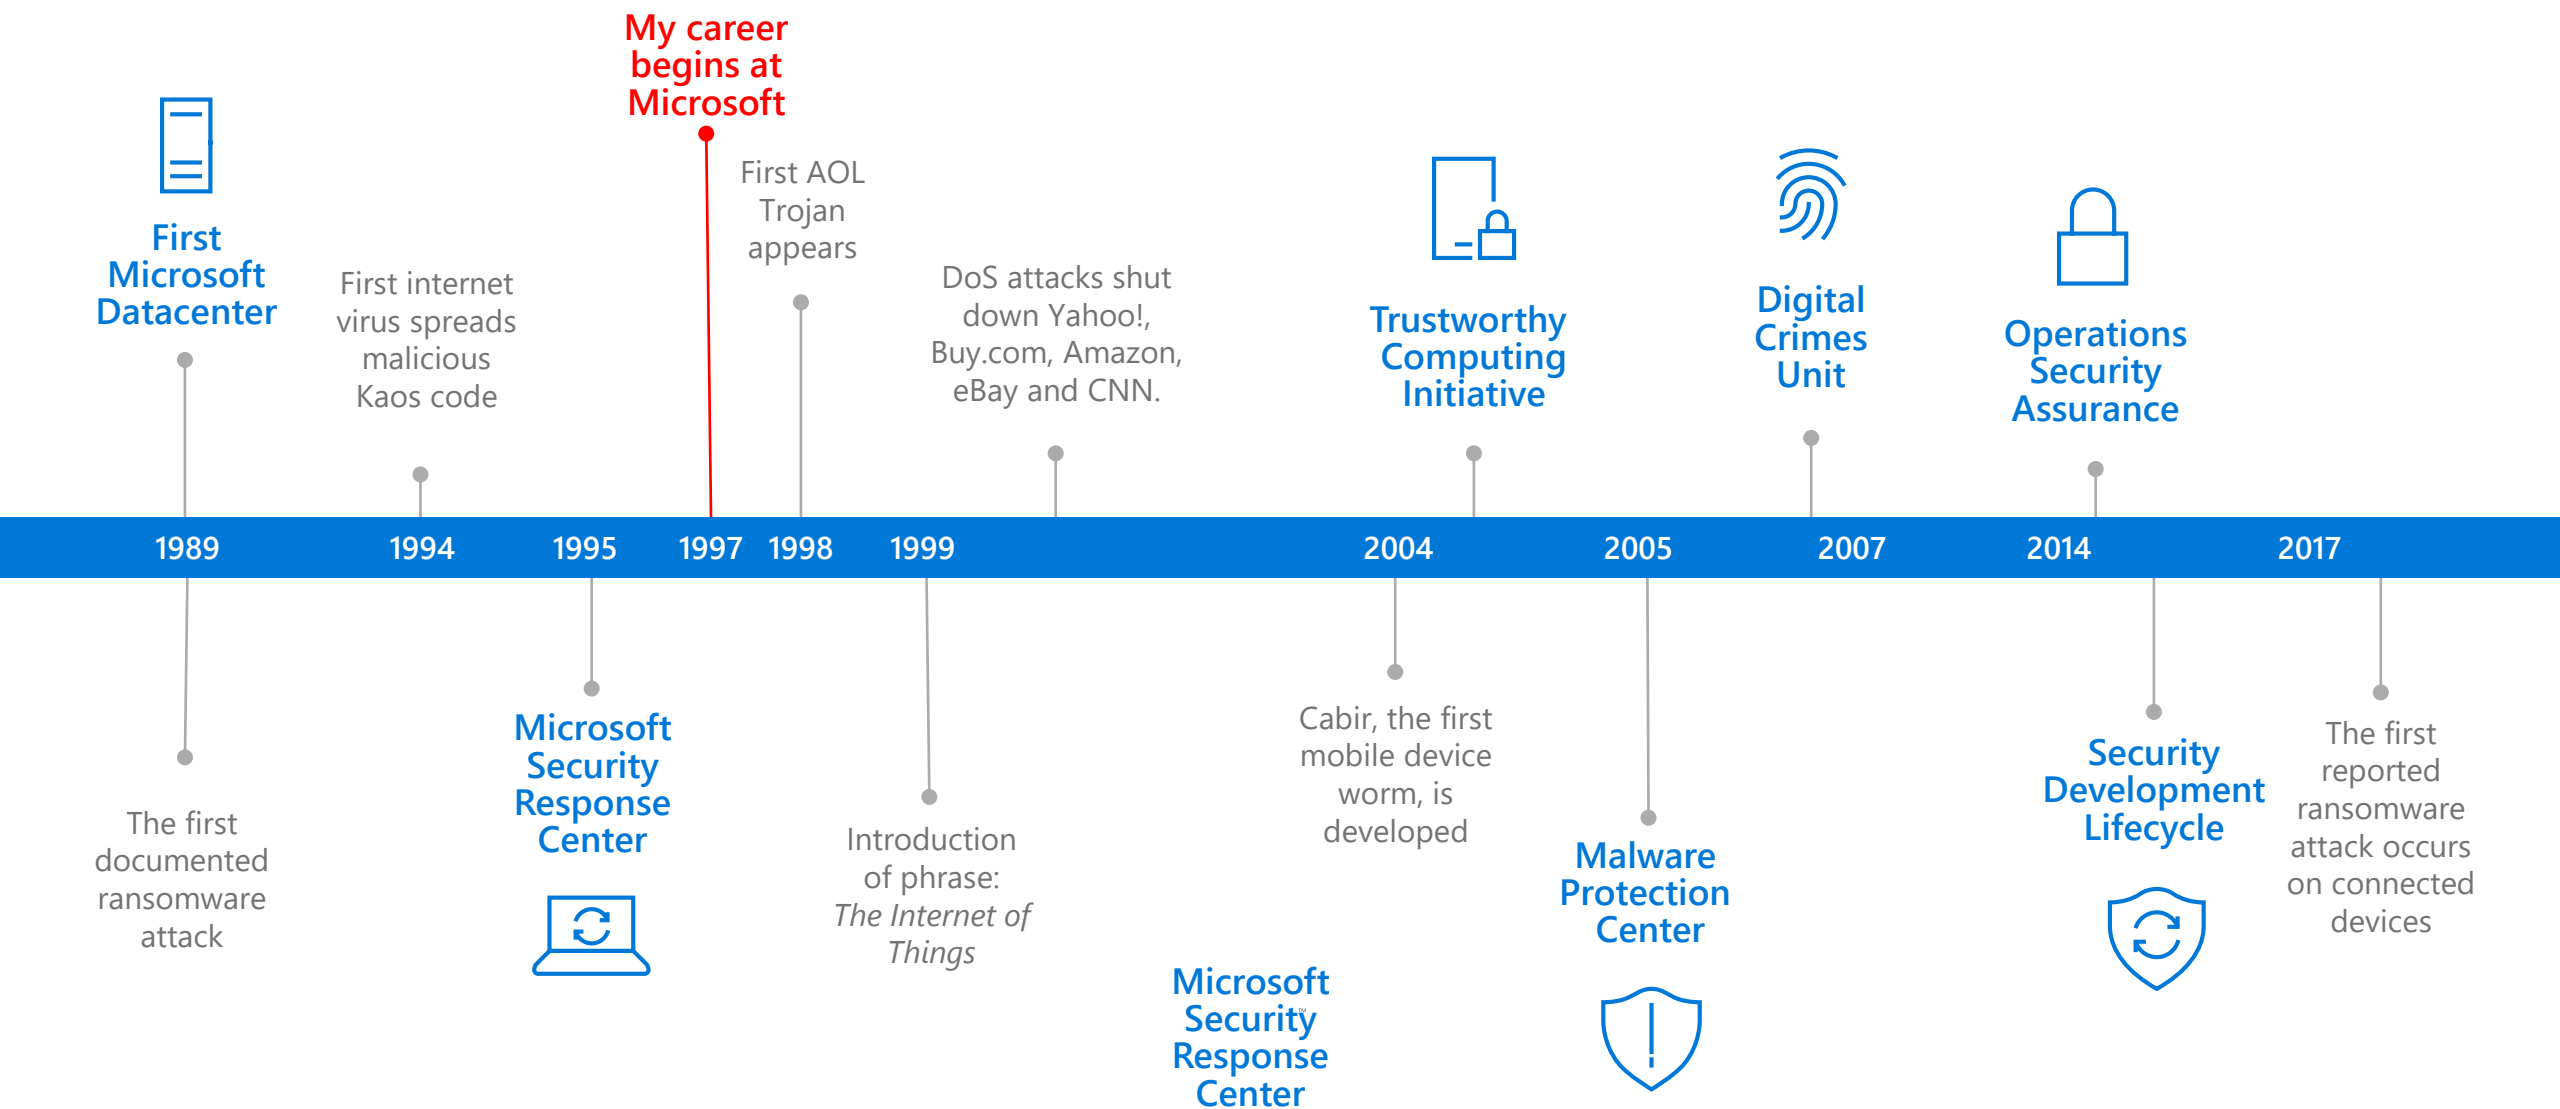 My career
begins at
Microsoft
First
Microsoft
Datacenter
First internet
virus spreads
malicious
Kaos code
First AOL
Trojan
appears
DoS attacks shut
down Yahoo!,
Buy.com, Amazon,
eBay and CNN.
Trustworthy
Computing
Initiative
Digital
Crimes
Unit
Operations
Security
Assurance
1989 1994 1995 1997 1998 1999 2004 2005 2007 2014 2017
The first
documented
ransomware
attack
Microsoft
Security
Response
Center
Introduction
of phrase:
The Internet of
Things
Microsoft
Security™
Response
Center
Cabir, the first
mobile device
worm, is
developed
Malware
Protection
Center
Security
Development
Lifecycle
The first
reported
ransomware
attack occurs
on connected
devices